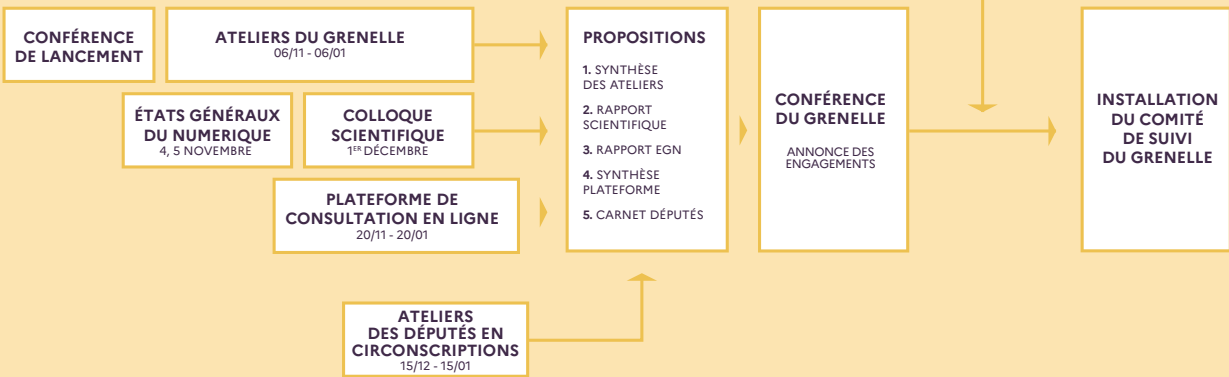 CONFÉRENCE
DE LANCEMENT
ATELIERS DU GRENELLE
06/11 - 06/01
ÉTATS GÉNÉRAUX
DU NUMERIQUE
4, 5 NOVEMBRE
COLLOQUE
SCIENTIFIQUE
1ER DÉCEMBRE
PLATEFORME DE
CONSULTATION EN LIGNE
20/11 - 20/01
ATELIERS
DES DÉPUTÉS EN
CIRCONSCRIPTIONS
15/12 - 15/01
PROPOSITIONS
1. SYNTHÈSE
DES ATELIERS
2. RAPPORT
SCIENTIFIQUE
3. RAPPORT EGN
4. SYNTHÈSE
PLATEFORME
5. CARNET DÉPUTÉS
CONFÉRENCE
DU GRENELLE
ANNONCE DES
ENGAGEMENTS
INSTALLATION
DU COMITÉ
DE SUIVI
DU GRENELLE